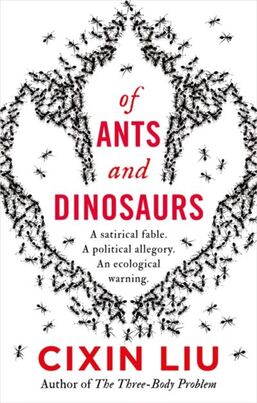 of
ANTS
and
DINOSAURS
A satirical fable.
A political allegory.
An ecological
warning.
CIXIN LIU
Author of The Three-Body Problem